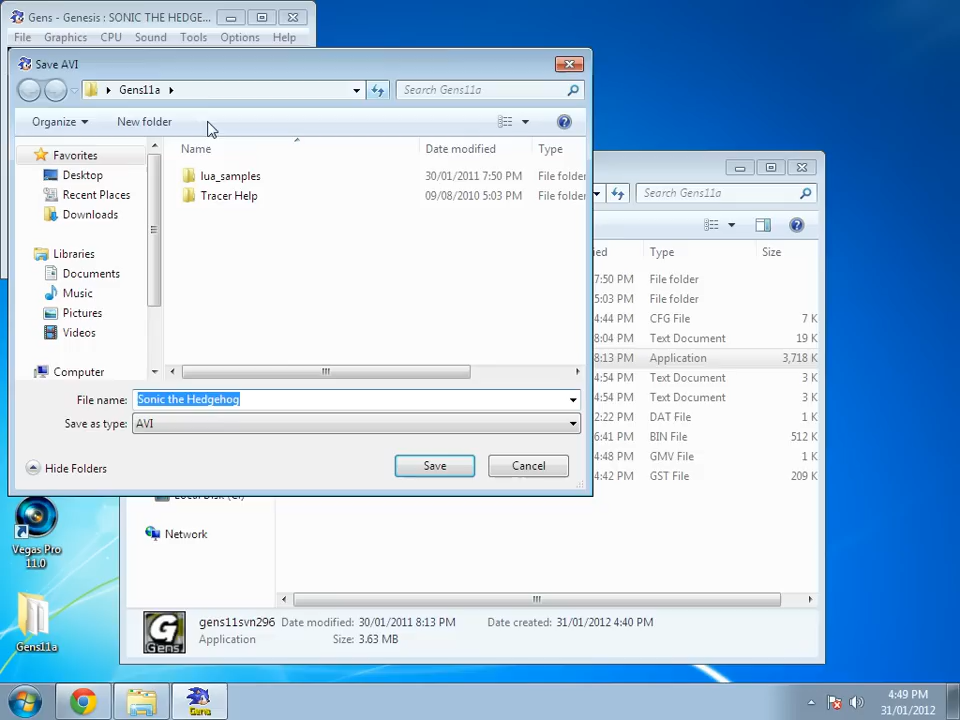 Gens - Genesis : SONIC THE HEDGE...
File Graphics CPU Sound Tools Options Help
Save AVI
Gens11a
Search Gens11a
Organize New folder
Name Date modified Type
lua_samples 30/01/2011 7:50 PM File folder
Tracer Help 09/08/2010 5:03 PM File folder
Favorites
Desktop
Recent Places
Downloads
Libraries
Documents
Music
Pictures
Videos
Computer
File name: Sonic the Hedgehog
Save as type: AVI
Hide Folders
Save Cancel
Search Gens11a
ied Type Size
7:50 PM File folder
5:03 PM File folder
4:44 PM CFG File 7 K
8:04 PM Text Document 19 K
8:13 PM Application 3,718 K
4:54 PM Text Document 3 K
4:54 PM Text Document 3 K
2:22 PM DAT File 1 K
6:41 PM BIN File 512 K
4:48 PM GMV File 1 K
4:42 PM GST File 209 K
Network
gens11svn296 Date modified: 30/01/2011 8:13 PM Date created: 31/01/2012 4:40 PM
Application Size: 3.63 MB
G
Gens
Vegas Pro
11.0
Gens11a
Gens
4:49 PM
31/01/2012